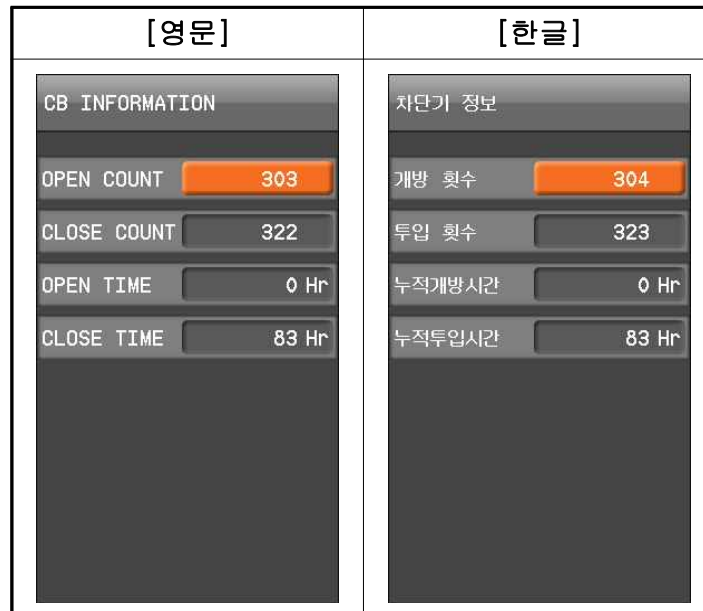 [영문]
[한글]
CB INFORMATION
OPEN COUNT 303
CLOSE COUNT 322
OPEN TIME 0 Hr
CLOSE TIME 83 Hr
차단기 정보
개방 횟수 304
투입 횟수 323
누적개방시간 0 Hr
누적투입시간 83 Hr